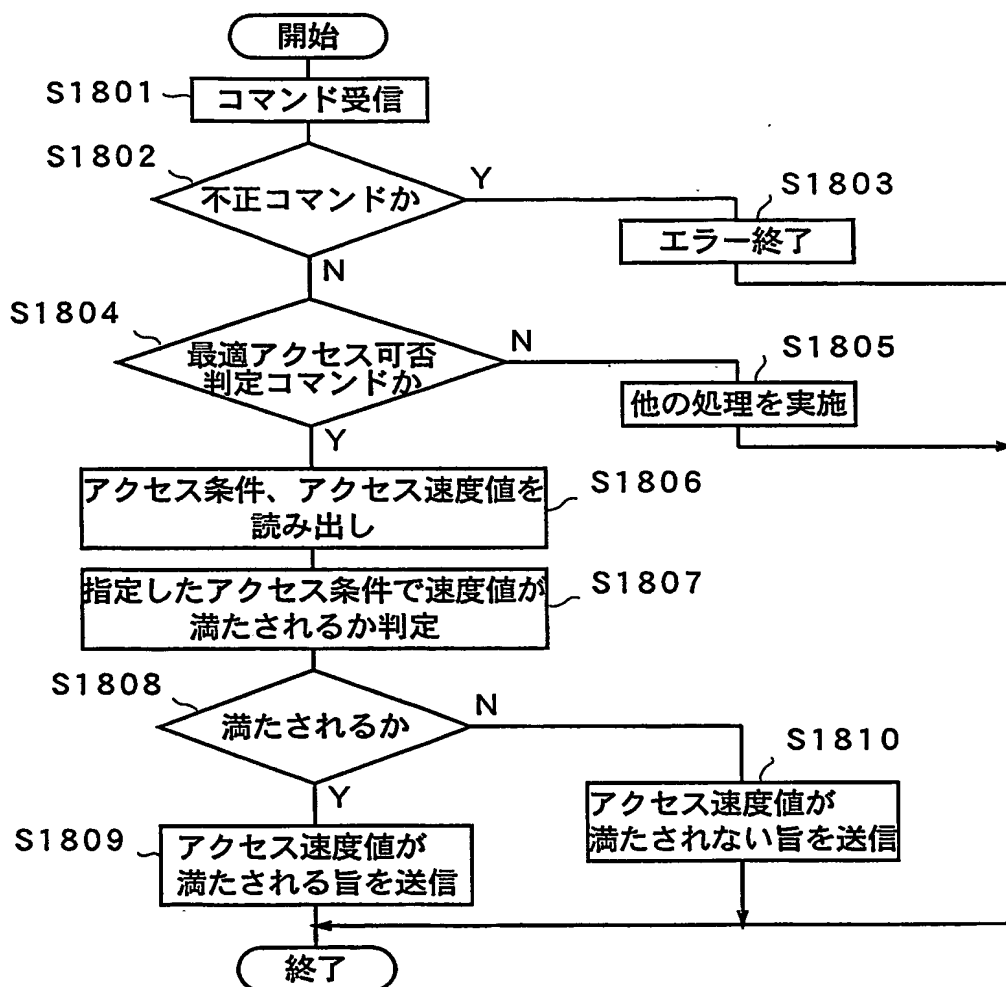 開始
S1801
コマンド受信
S1802
不正コマンドか
Y
S1803
エラー終了
N
S1804
最適アクセス可否
判定コマンドか
N
S1805
他の処理を実施
Y
アクセス条件、アクセス速度値を
読み出し
S1806
指定したアクセス条件で速度値が
満たされるか判定
S1807
S1808
満たされるか
N
S1810
アクセス速度値が
満たされない旨を送信
Y
S1809
アクセス速度値が
満たされる旨を送信
終了